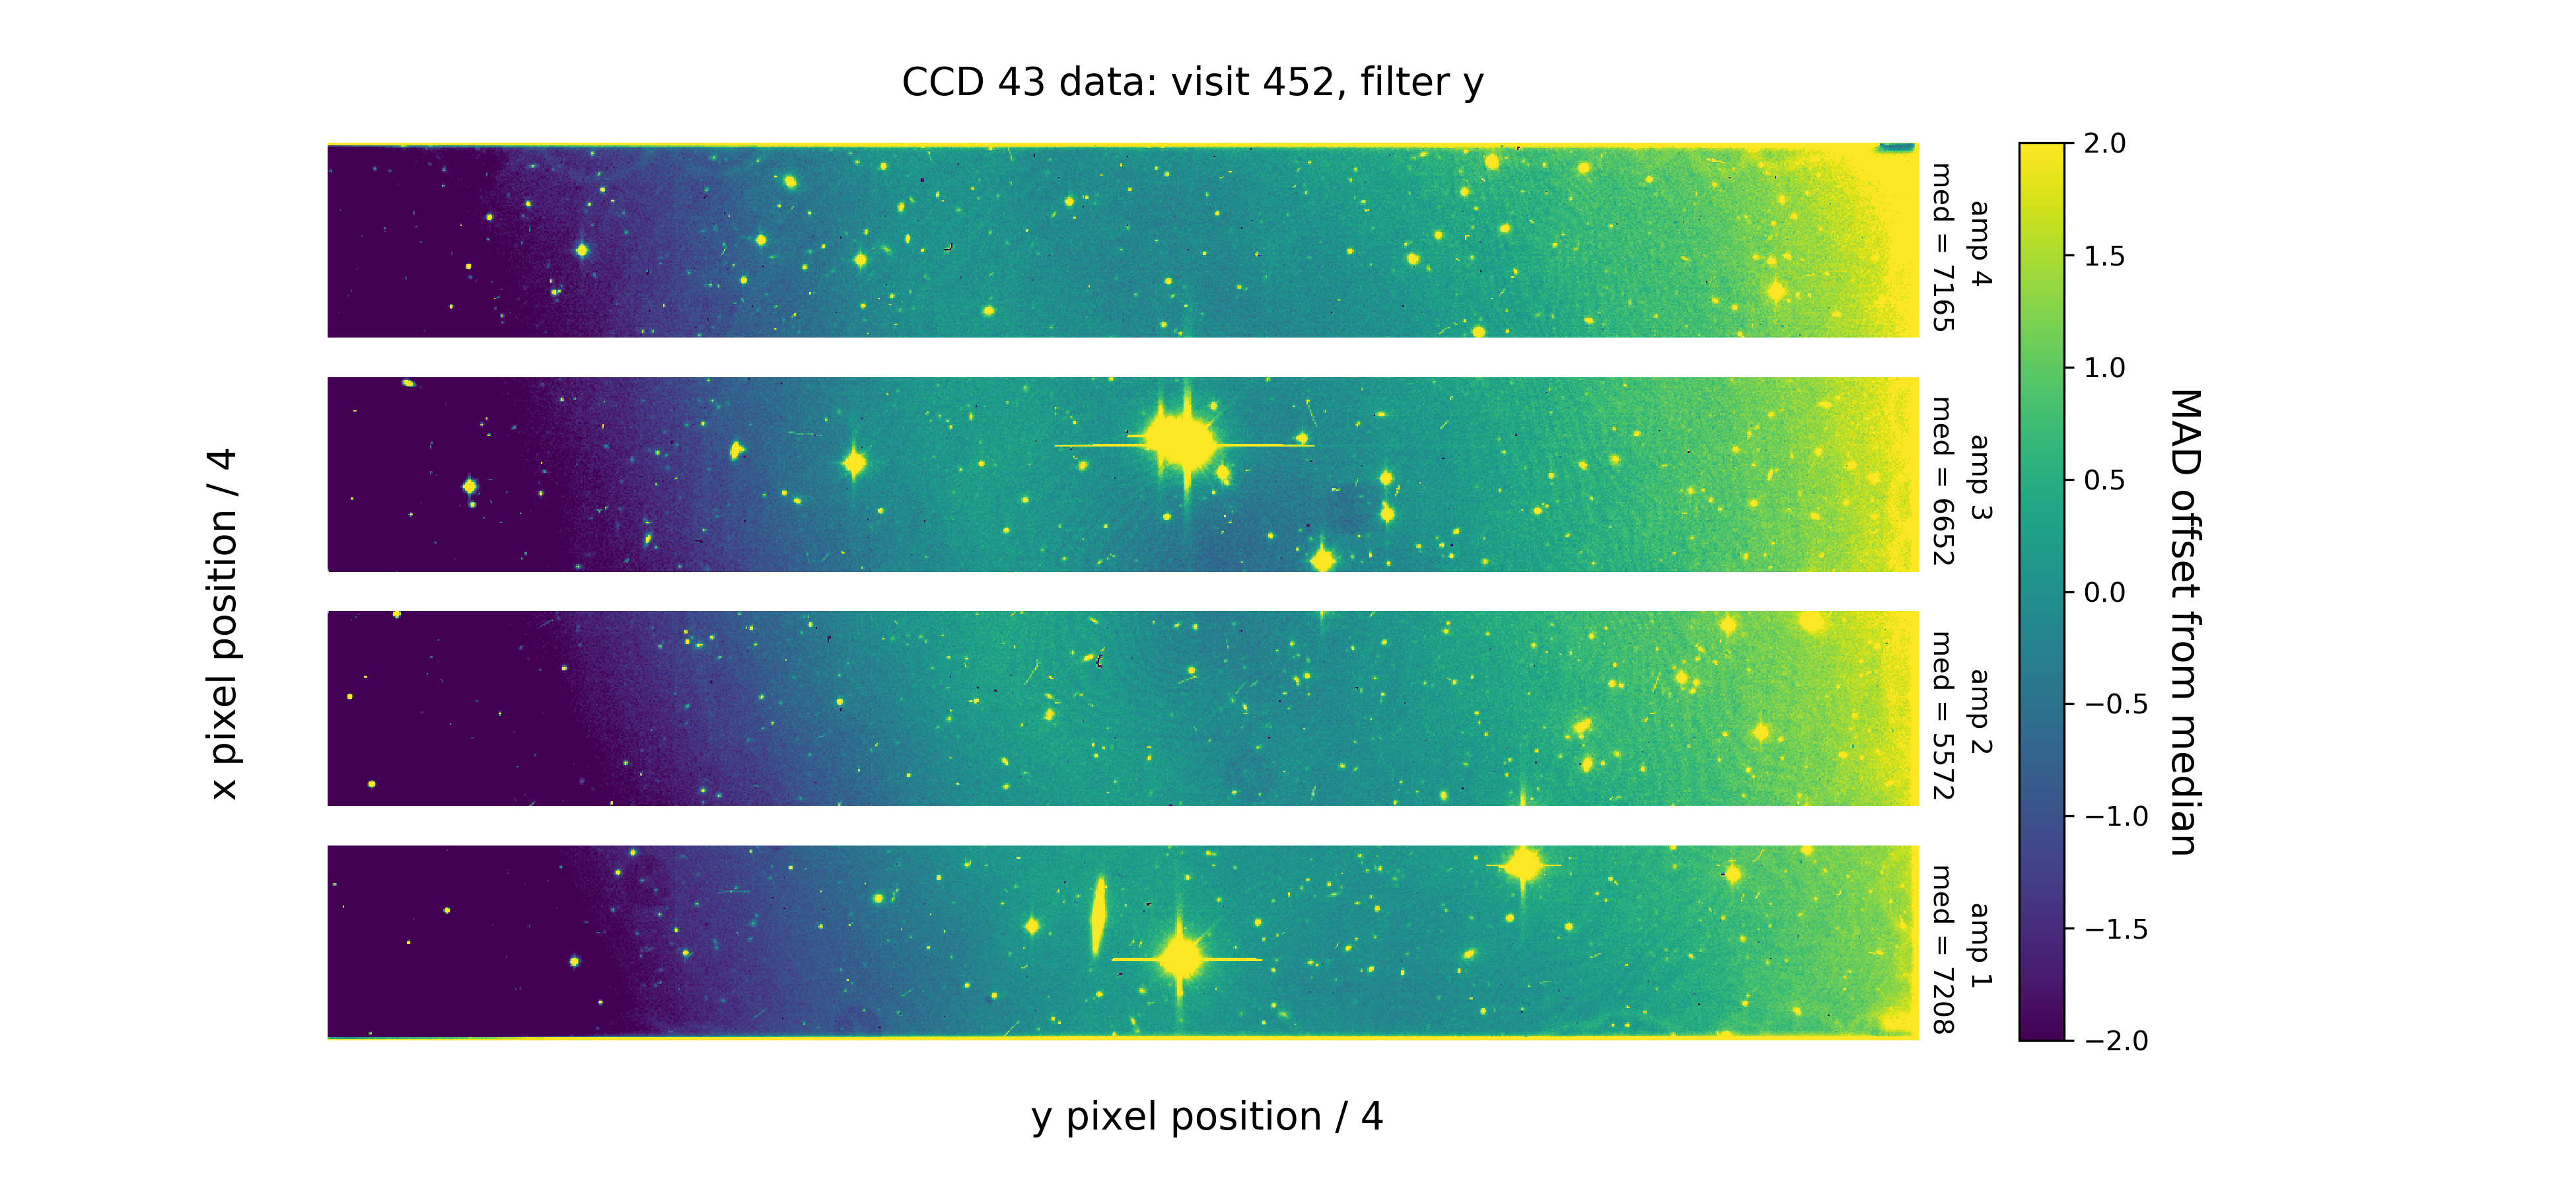 CCD 43 data: visit 452, filter y
x pixel position / 4
amp 4
med = 7165
amp 3
med = 6652
amp 2
med = 5572
amp 1
med = 7208
2.0
1.5
1.0
0.5
0.0
−0.5
−1.0
−1.5
−2.0
MAD offset from median
y pixel position / 4